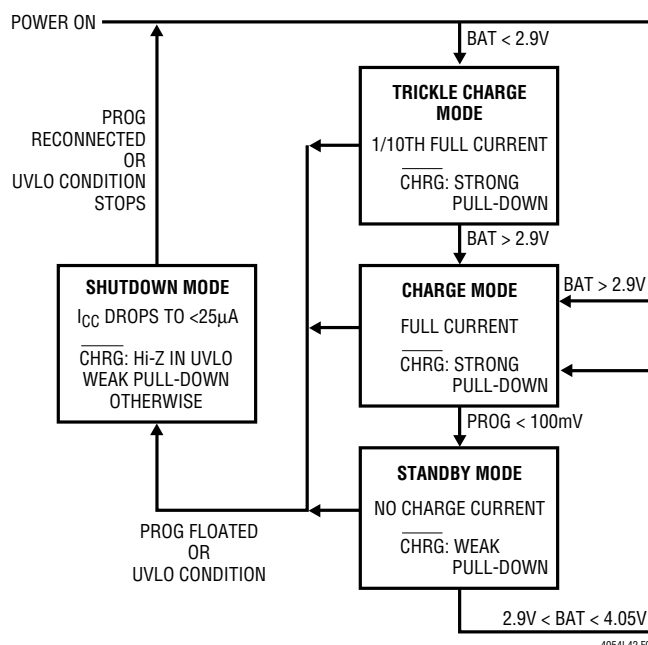 POWER ON
BAT < 2.9V
TRICKLE CHARGE
MODE
1/10TH FULL CURRENT
CHRG: STRONG
PULL-DOWN
PROG
RECONNECTED
OR
UVLO CONDITION
STOPS
BAT > 2.9V
SHUTDOWN MODE
ICC DROPS TO <25µA
CHRG: Hi-Z IN UVLO
WEAK PULL-DOWN
OTHERWISE
CHARGE MODE
FULL CURRENT
CHRG: STRONG
PULL-DOWN
BAT > 2.9V
PROG < 100mV
STANDBY MODE
NO CHARGE CURRENT
CHRG: WEAK
PULL-DOWN
PROG FLOATED
OR
UVLO CONDITION
2.9V < BAT < 4.05V